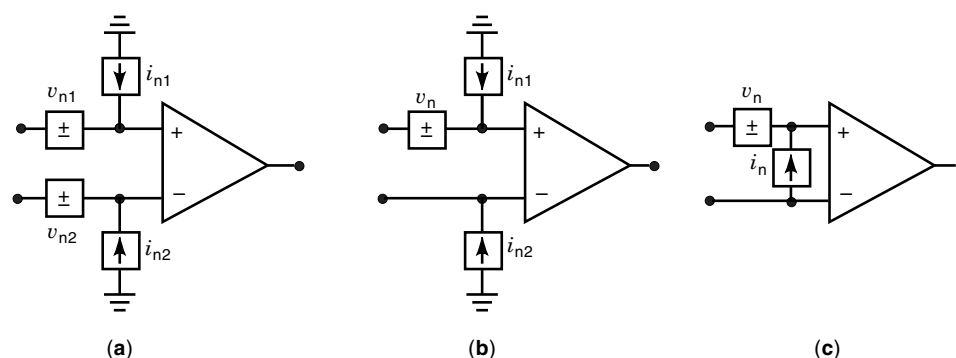 i_n1
v_n1
±
+
±
−
v_n2
i_n2
(a)
i_n1
v_n
±
+
−
i_n2
(b)
v_n
±
+
i_n
−
(c)